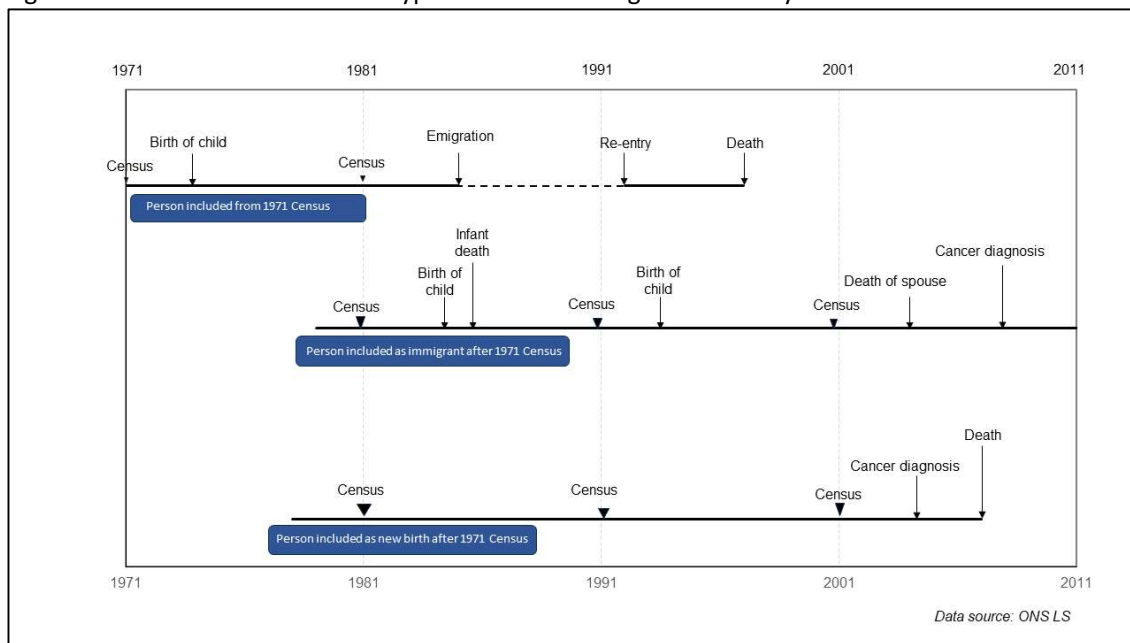 1971 1981 1991 2001 2011
Birth of child
Emigration
Re-entry
Death
Census
Census
Person included from 1971 Census
Infant
death
Cancer diagnosis
Birth of
child
Birth of
child
Death of spouse
Census
Census
Census
Person included as immigrant after 1971 Census
Death
Cancer diagnosis
Census
Census
Census
Person included as new birth after 1971 Census
1971 1981 1991 2001 2011
Data source: ONS LS